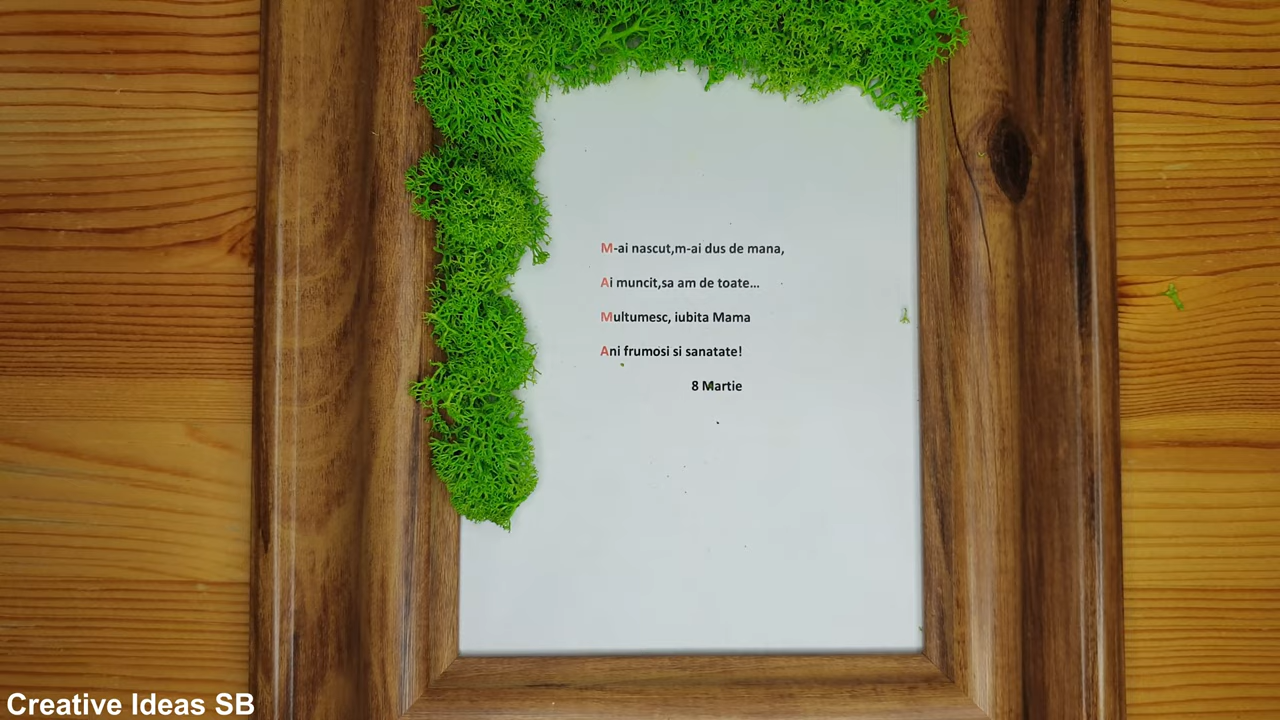 M-ai nascut,m-ai dus de mana,
Ai muncit,sa am de toate...
Multumesc, iubita Mama
Ani frumosi si sanatate!
8 Martie
Creative Ideas SB